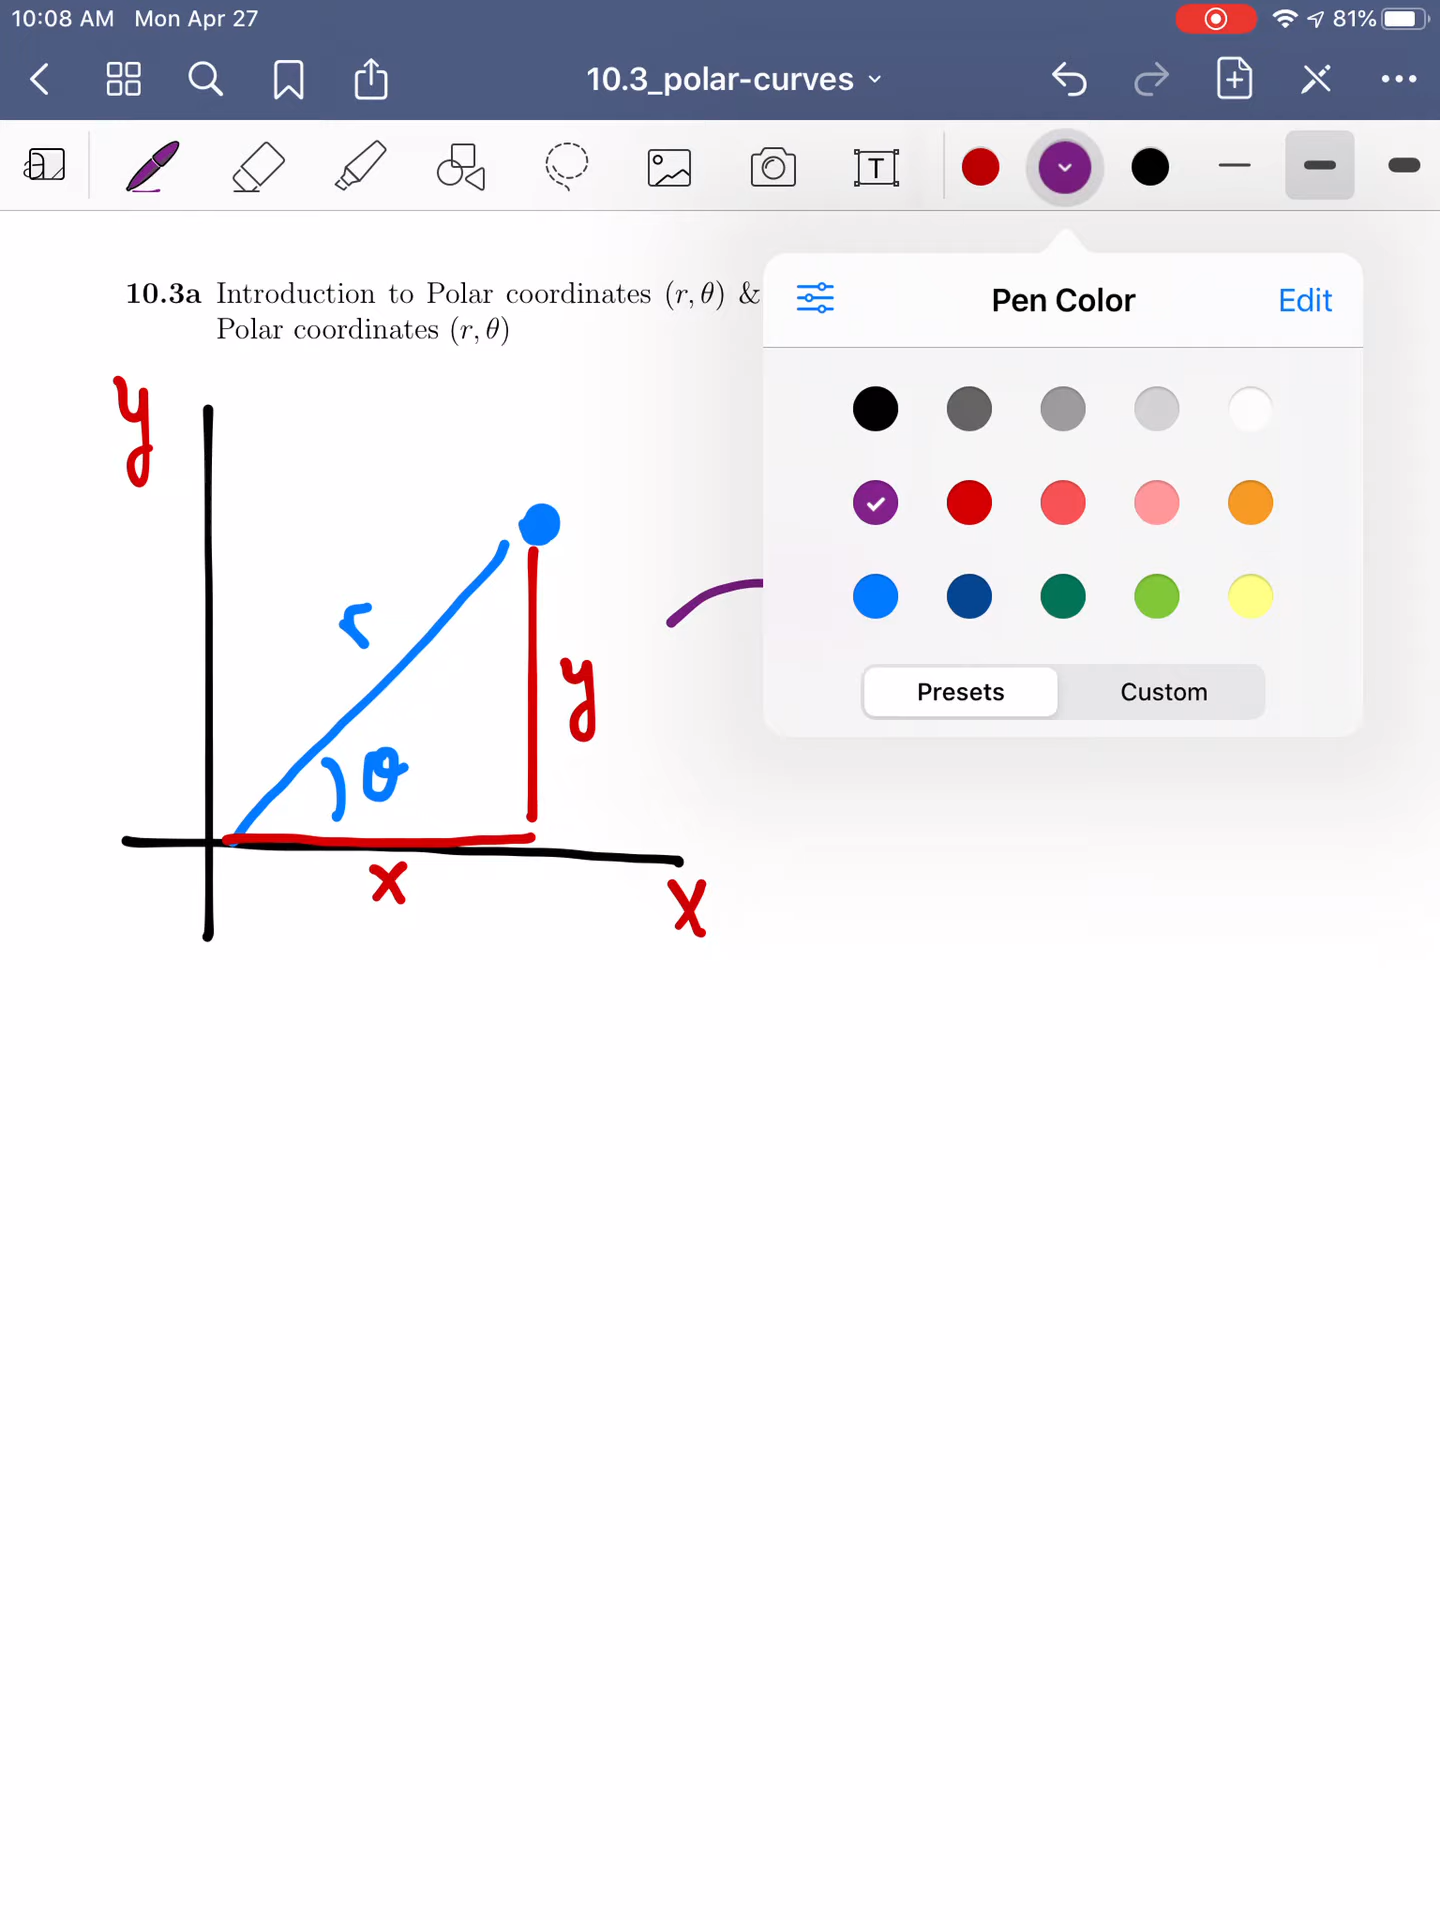 10:08 AM Mon Apr 27
81%
10.3_polar-curves
T
10.3a Introduction to Polar coordinates (r, θ) &
Polar coordinates (r, θ)
Pen Color
Edit
Presets
Custom
y
r
y
θ
x
x